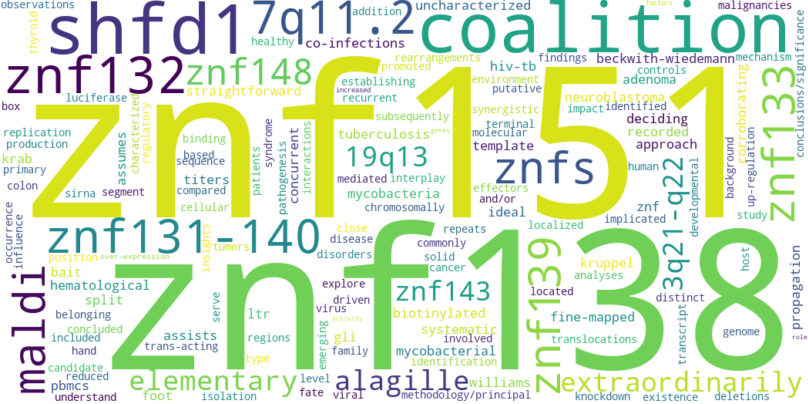 observations
shfd1
7q11.2
uncharacterized
malignancies
factors
thyroid
addition
healthy
co-infections
coalition
conclusions/significance
rearrangements
promoted
hiv-tb
findings
beckwith-wiedemann
mechanism
znf132
znf148
straightforward
establishing
increased
recurrent
environment
putative
controls
adenoma
neuroblastoma
identified
impact
box
luciferase
characterized
regulatory
znf151
subsequently
synergistic
terminal
molecular
deciding
recorded
corroborating
znf133
replication
production
assumes
binding
based
sequence
syndrome
concurrent
interactions
tuberculosis
genes
template
approach
krab
primary
titers
compared
patients
pathogenesis
19q13
mediated
interplay
mycobacteria
chromosomally
znfs
effectors
and/or
ideal
human
background
up-regulation
colon
sirna
segment
cellular
znf
implicated
developmental
study
occurrence
influence
znf131-140
insights
close
disease
repeats
commonly
localized
3q21-q22
position
over-expression
tumors
disorders
solid
cancer
kruppel
analyses
host
propagation
maldi
bait
hematological
split
znf138
explore
driven
virus
znf143
znf139
located
distinct
belonging
concluded
included
hand
candidate
reduced
pbmcs
understand
serve
ltr
assists
trans-acting
regions
type
activity
emerging
gli
family
biotinylated
systematic
involved
mycobacterial
identification
fine-mapped
translocations
transcript
genome
role
elementary
foot
isolation
level
fate
viral
alagille
methodology/principal
williams
extraordinarily
knockdown
existence
deletions